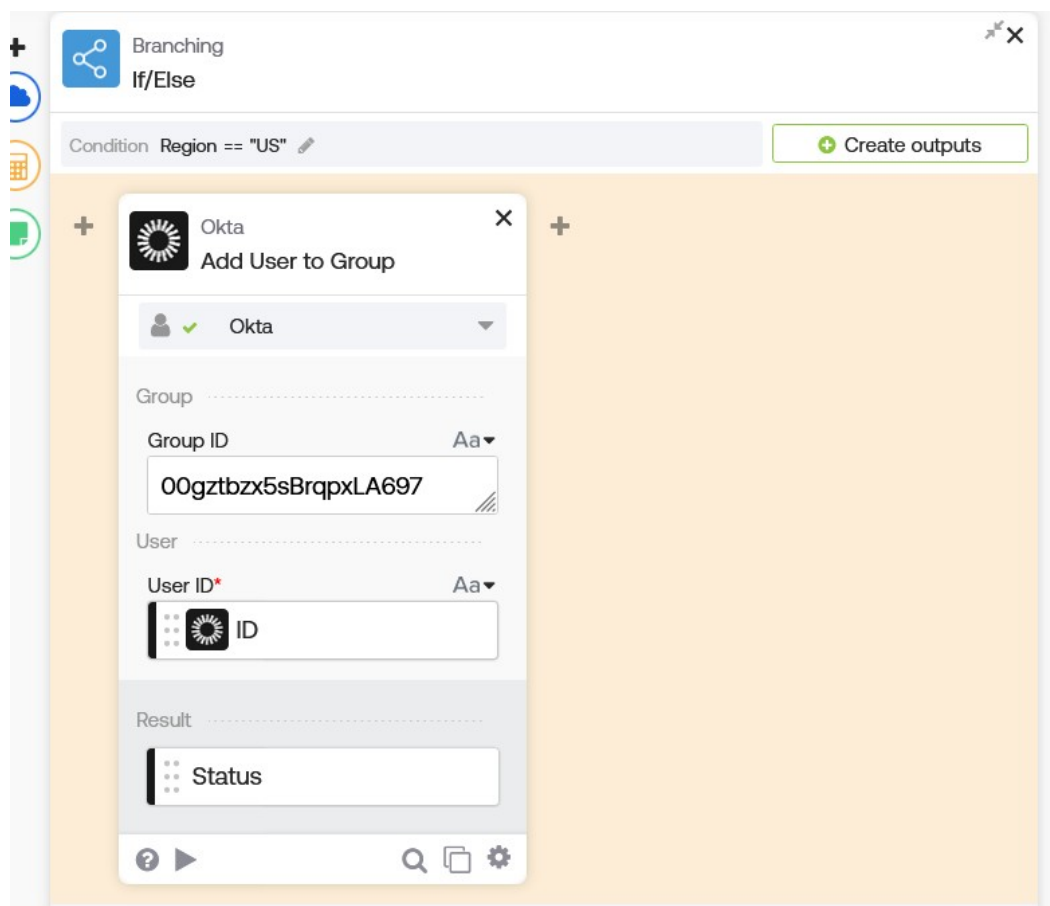 Branching
If/Else
Condition Region == "US"
Create outputs
Okta
Add User to Group
Okta
Group
Group ID Aa
00gztbzx5sBrqpxLA697
User
User ID* Aa
ID
Result
Status